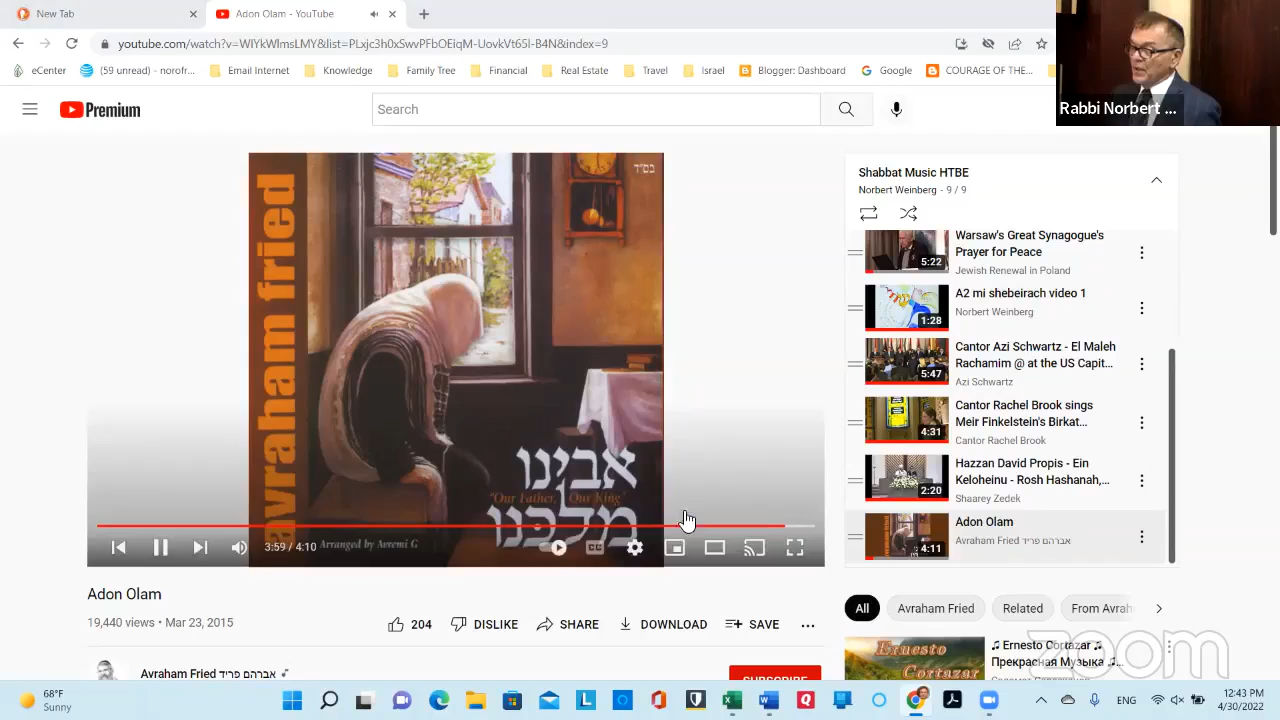 New Tab
Adon Olam - YouTube
youtube.com/watch?v=WIYkWlmsLMY&list=PLxjc3h0xSwvPFbOEiqM-UovkVt65I-B4N&index=9
eCenter
(59 unread) - norofr...
Email Internet
Knowledge
Family Tree
Financial
Real Estate
Travel
Israel
Blogger: Dashboard
Google
COURAGE OF THE...
Rabbi Norbert ...
Premium
Search
בס״ד
avraham fried
אבינו
"Our Father, Our King
מלכנו
Arranged by Avremi G
3:59 / 4:10
CC
Adon Olam
19,440 views • Mar 23, 2015
204
DISLIKE
SHARE
DOWNLOAD
SAVE
Avraham Fried אברהם פריד
SUBSCRIBE
Shabbat Music HTBE
Norbert Weinberg - 9 / 9
Warsaw's Great Synagogue's
Prayer for Peace
5:22
Jewish Renewal in Poland
A2 mi shebeirach video 1
Norbert Weinberg
1:28
Cantor Azi Schwartz - El Maleh
Rachamim @ at the US Capit...
5:47
Azi Schwartz
Cantor Rachel Brook sings
Meir Finkelstein's Birkat...
4:31
Cantor Rachel Brook
Hazzan David Propis - Ein
Keloheinu - Rosh Hashanah,...
2:20
Shaarey Zedek
Adon Olam
Avraham Fried אברהם פריד
4:11
All
Avraham Fried
Related
From Avrah
Ernesto
Cortazar
♫ Ernesto Cortazar ♫
Прекрасная Музыка ♫...
zoom
68°F
Sunny
ENG
12:43 PM
4/30/2022